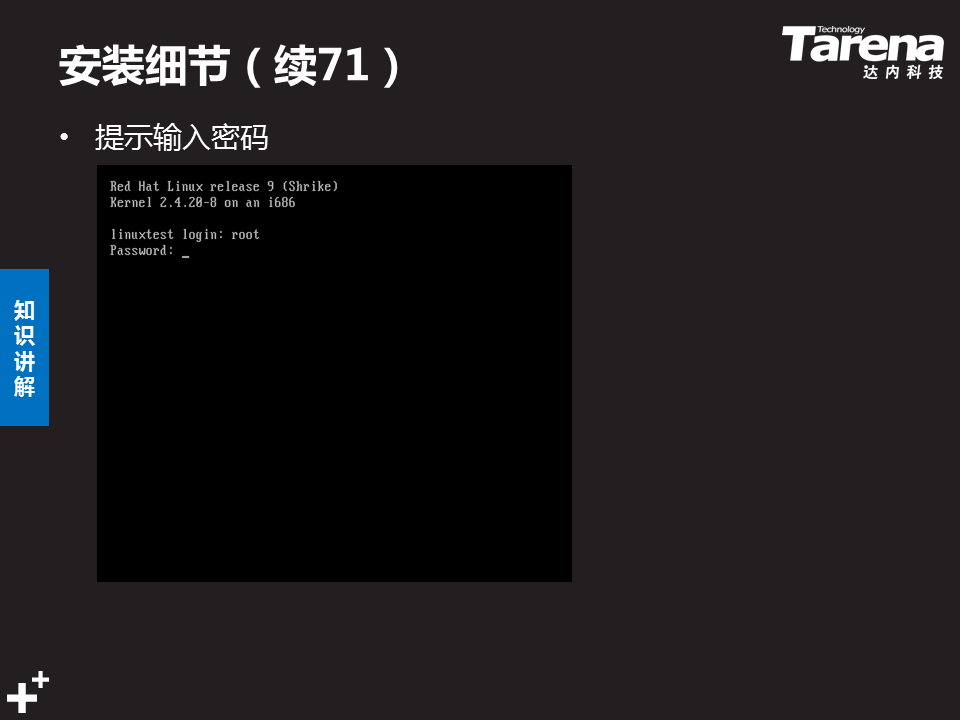 安装细节（续71）
Technology
Tarena
达内科技
• 提示输入密码
Red Hat Linux release 9 (Shrike)
Kernel 2.4.20-8 on an i686
linuxtest login: root
Password: _
知识讲解